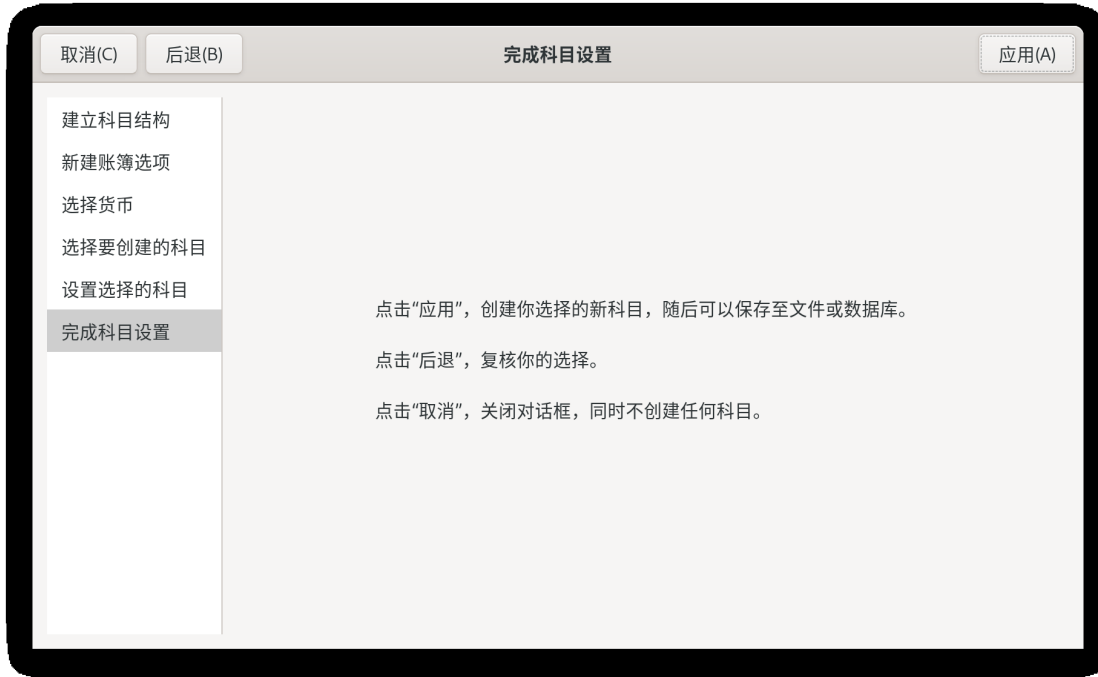 取消(C)
后退(B)
完成科目设置
应用(A)
建立科目结构
新建账簿选项
选择货币
选择要创建的科目
设置选择的科目
完成科目设置
点击“应用”，创建你选择的新科目，随后可以保存至文件或数据库。
点击“后退”，复核你的选择。
点击“取消”，关闭对话框，同时不创建任何科目。